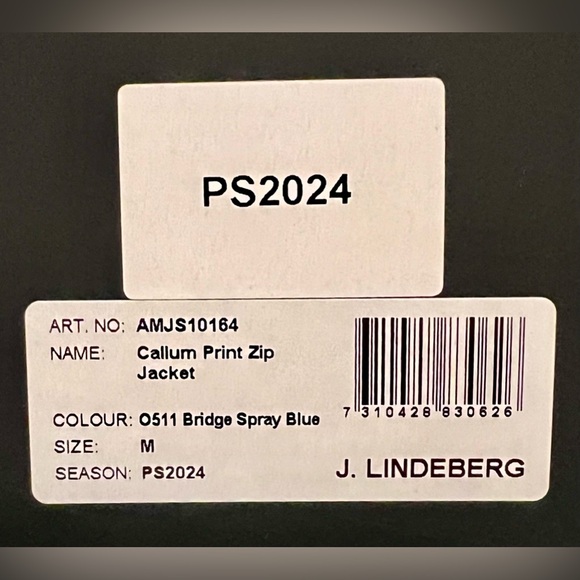 PS2024
ART. NO: AMJS10164
NAME: Callum Print Zip
Jacket
COLOUR: O511 Bridge Spray Blue
SIZE: M
SEASON: PS2024
7 310428 830626
J. LINDEBERG